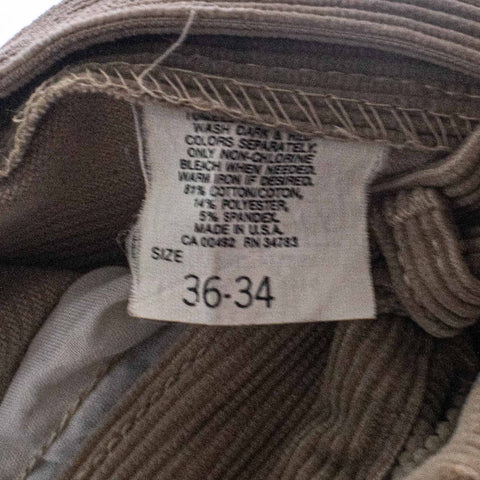 WASH DARK &
COLORS SEPARATELY.
ONLY NON-CHLORINE
BLEACH WHEN NEEDED.
WARM IRON IF DESIRED.
81% COTTON/COTON,
14% POLYESTER,
5% SPANDEX.
MADE IN U.S.A.
CA 00492 RN 34783
SIZE
36-34